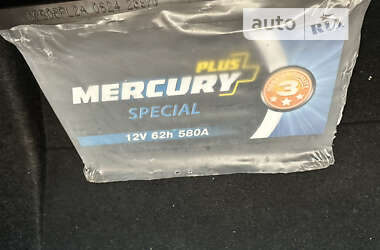 auto RIA
PLUS
MERCURY
SPECIAL
3
12V 62h 580A